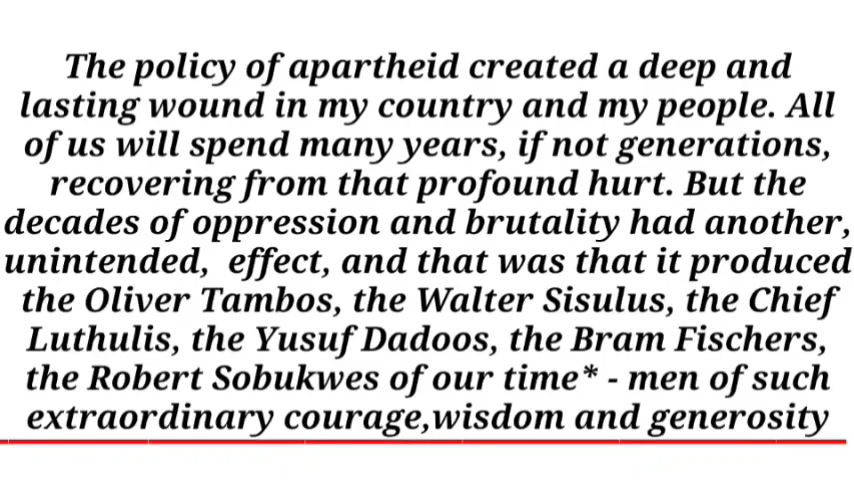 The policy of apartheid created a deep and
lasting wound in my country and my people. All
of us will spend many years, if not generations,
recovering from that profound hurt. But the
decades of oppression and brutality had another,
unintended,  effect, and that was that it produced
the Oliver Tambos, the Walter Sisulus, the Chief
Luthulis, the Yusuf Dadoos, the Bram Fischers,
the Robert Sobukwes of our time* - men of such
extraordinary courage,wisdom and generosity